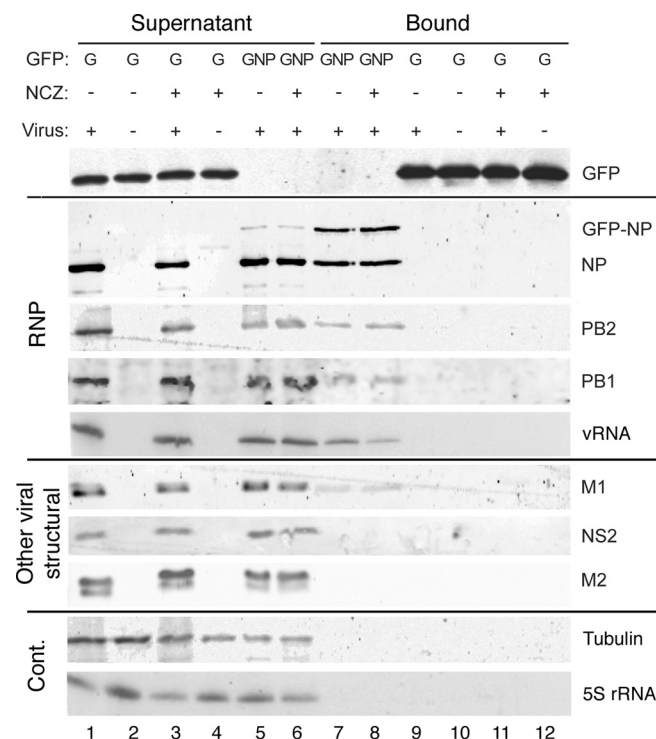 Supernatant Bound
GFP: G G G G GNP GNP GNP GNP G G G G
NCZ: - - + + - + - + - - + +
Virus: + - + - + + + + + - + -
GFP
RNP
GFP-NP
NP
PB2
PB1
vRNA
Other viral
structural
M1
NS2
M2
Cont.
Tubulin
5S rRNA
1 2 3 4 5 6 7 8 9 10 11 12